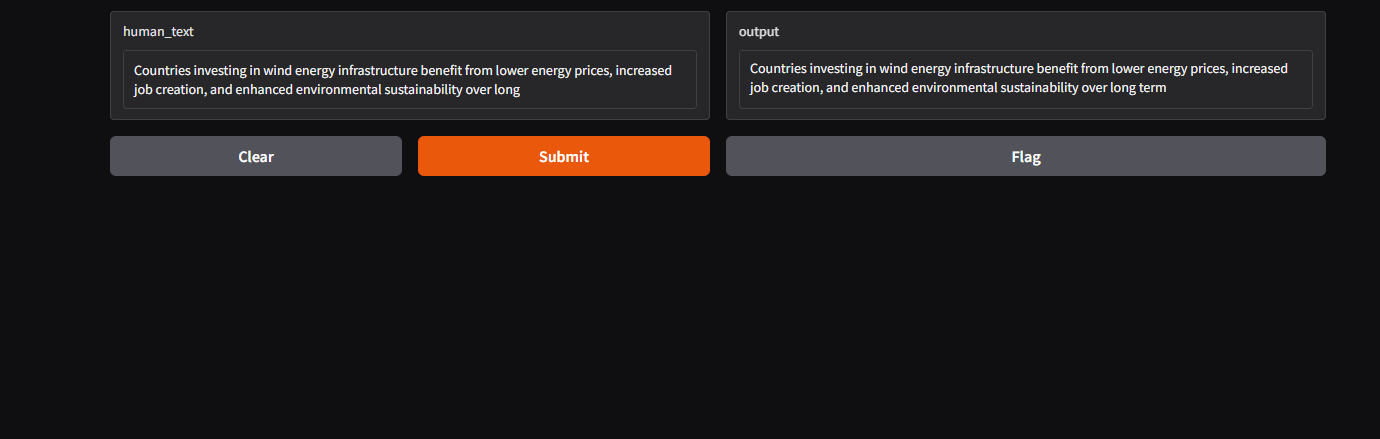 human_text
Countries investing in wind energy infrastructure benefit from lower energy prices, increased
job creation, and enhanced environmental sustainability over long
output
Countries investing in wind energy infrastructure benefit from lower energy prices, increased
job creation, and enhanced environmental sustainability over long term
Clear
Submit
Flag